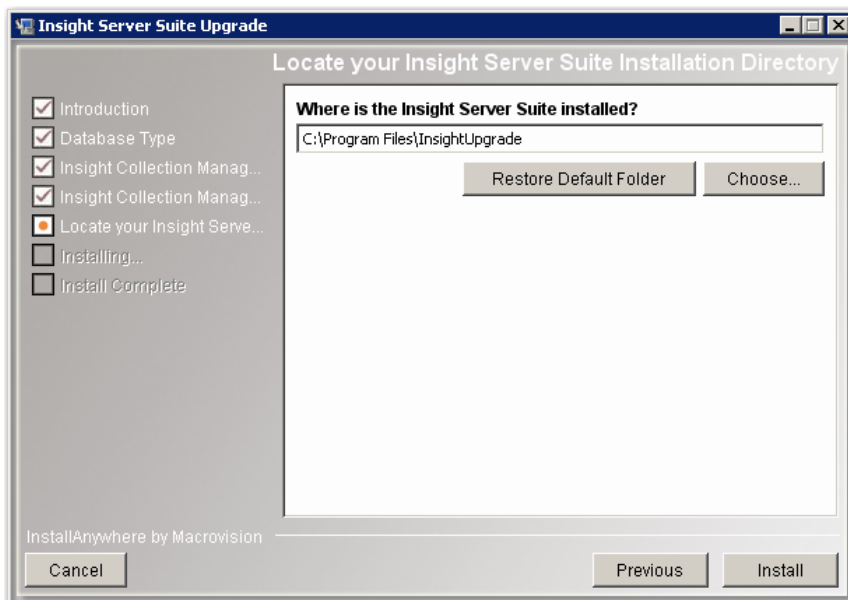 Insight Server Suite Upgrade
Locate your Insight Server Suite Installation Directory
Introduction
Database Type
Insight Collection Manag...
Insight Collection Manag...
Locate your Insight Serve...
Installing...
Install Complete
Where is the Insight Server Suite installed?
C:\Program Files\InsightUpgrade
Restore Default Folder Choose...
InstallAnywhere by Macrovision
Cancel Previous Install